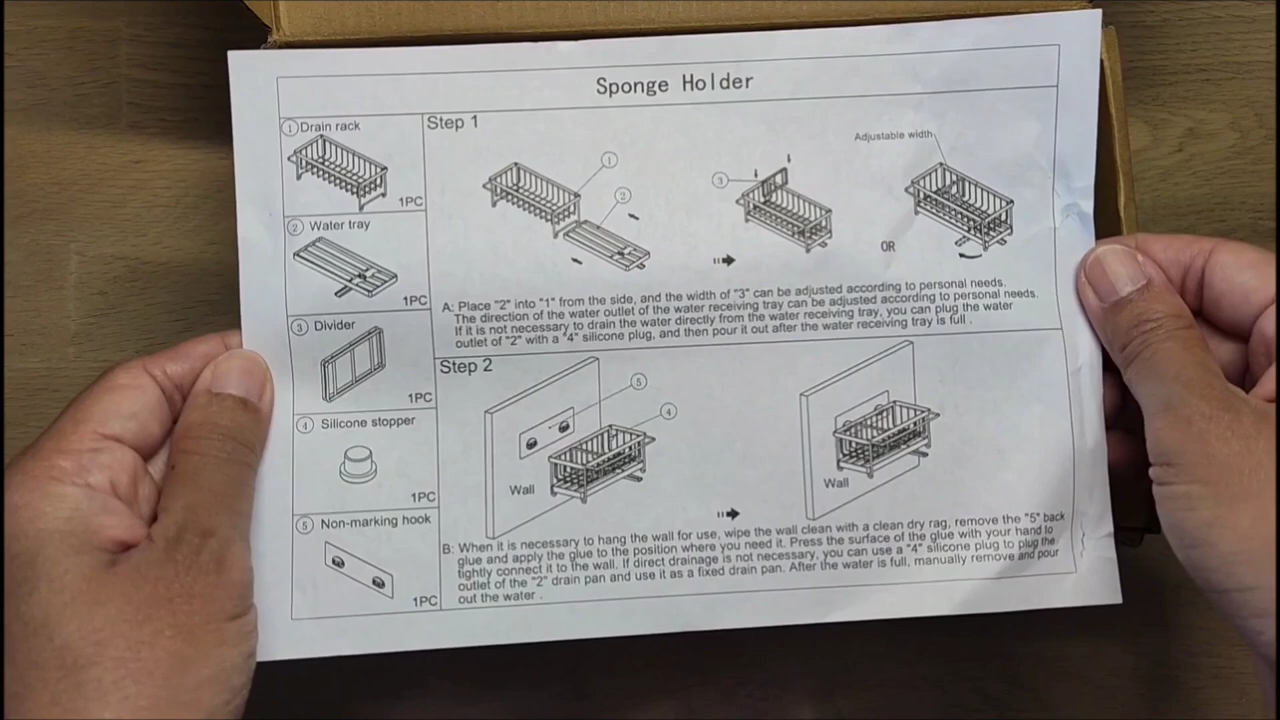 Sponge Holder
1 Drain rack
1PC
2 Water tray
1PC
3 Divider
1PC
4 Silicone stopper
1PC
5 Non-marking hook
1PC
Step 1
1
2
3
Adjustable width
OR
A: Place "2" into "1" from the side, and the width of "3" can be adjusted according to personal needs.
The direction of the water outlet of the water receiving tray can be adjusted according to personal needs.
If it is not necessary to drain the water directly from the water receiving tray, you can plug the water
outlet of "2" with a "4" silicone plug, and then pour it out after the water receiving tray is full .
Step 2
5
4
Wall
Wall
B: When it is necessary to hang the wall for use, wipe the wall clean with a clean dry rag, remove the "5" back
glue and apply the glue to the position where you need it. Press the surface of the glue with your hand to
tightly connect it to the wall. If direct drainage is not necessary, you can use a "4" silicone plug to plug the
outlet of the "2" drain pan and use it as a fixed drain pan. After the water is full, manually remove and pour
out the water .